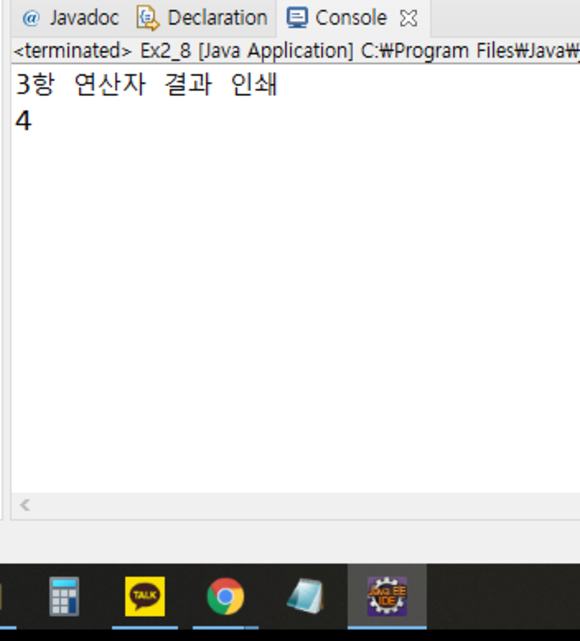 @ Javadoc Declaration Console
<terminated> Ex2_8 [Java Application] C:₩Program Files₩Java₩
3항 연산자 결과 인쇄
4
TALK
JAVA EE
IDE